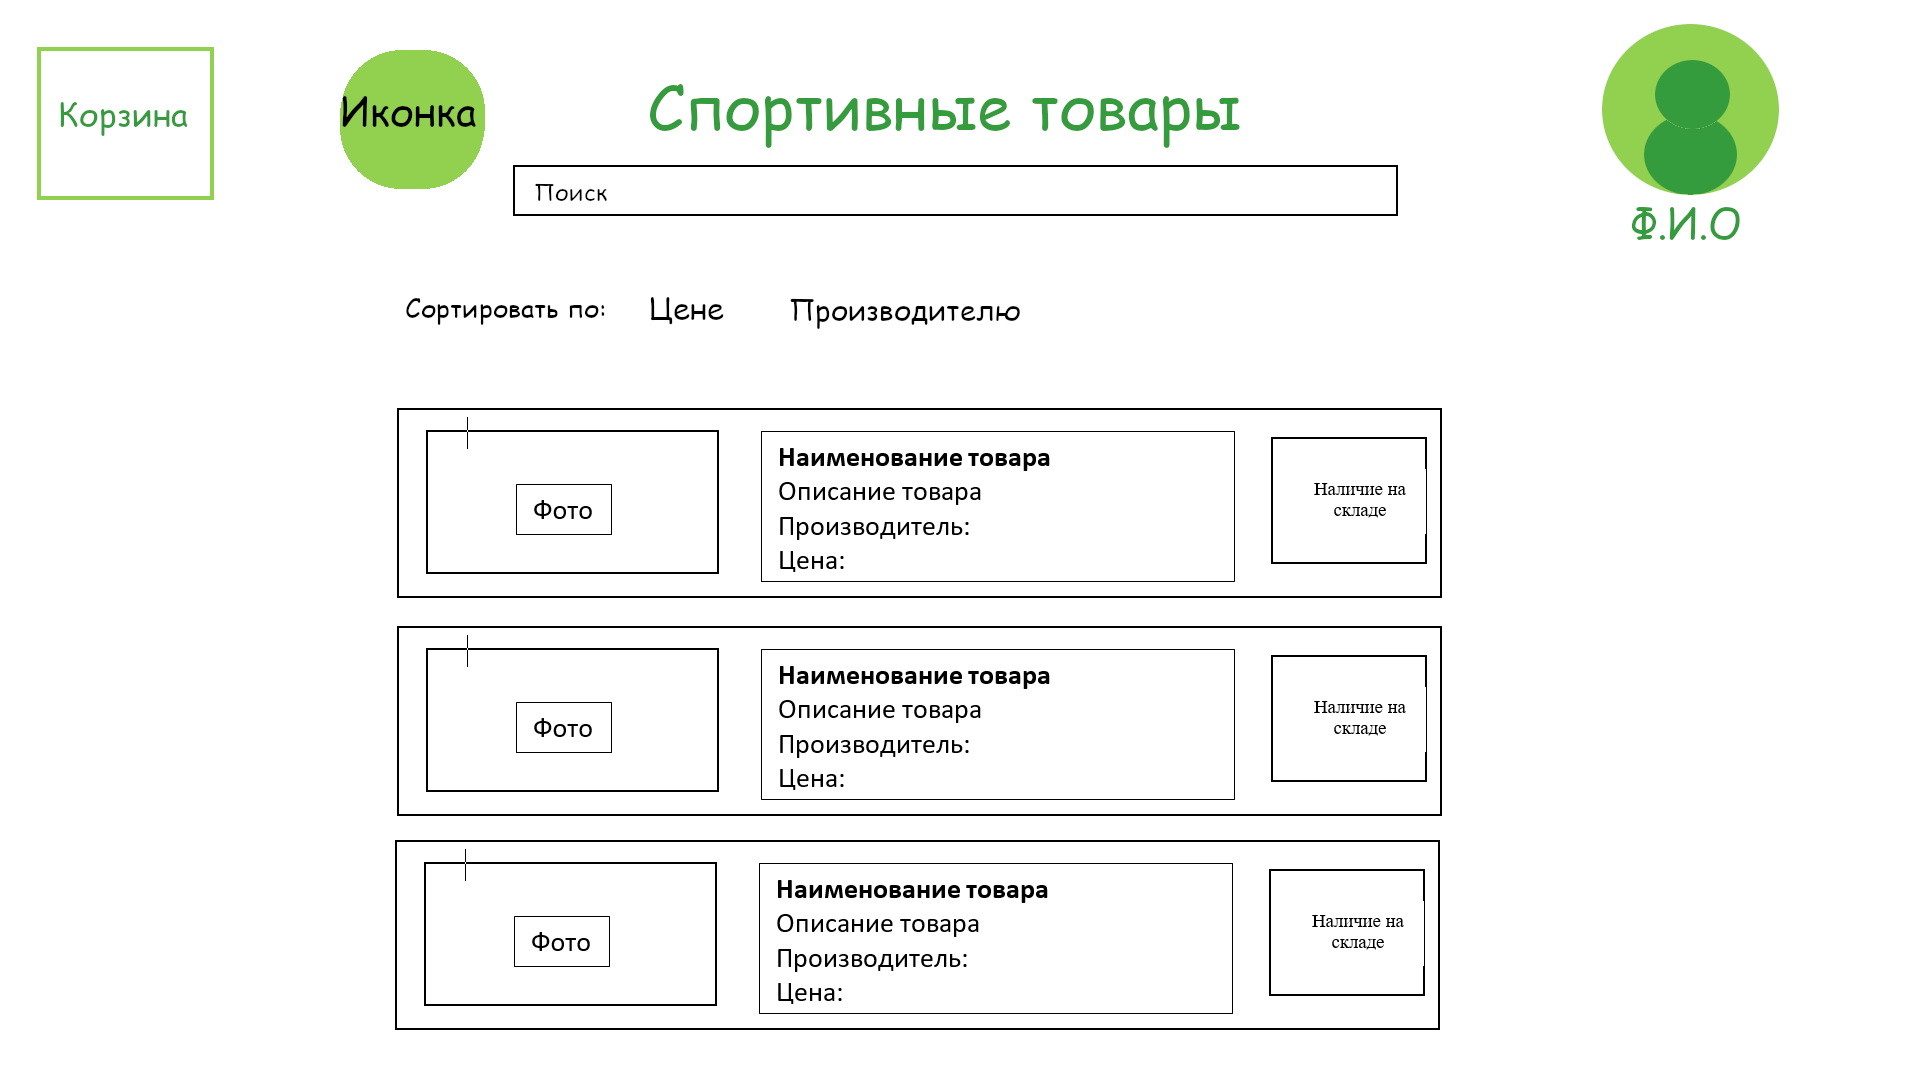 Корзина
Иконка
Спортивные товары
Поиск
Ф.И.О
Сортировать по:
Цене
Производителю
Фото
Наименование товара
Описание товара
Производитель:
Цена:
Наличие на
складе
Фото
Наименование товара
Описание товара
Производитель:
Цена:
Наличие на
складе
Фото
Наименование товара
Описание товара
Производитель:
Цена:
Наличие на
складе